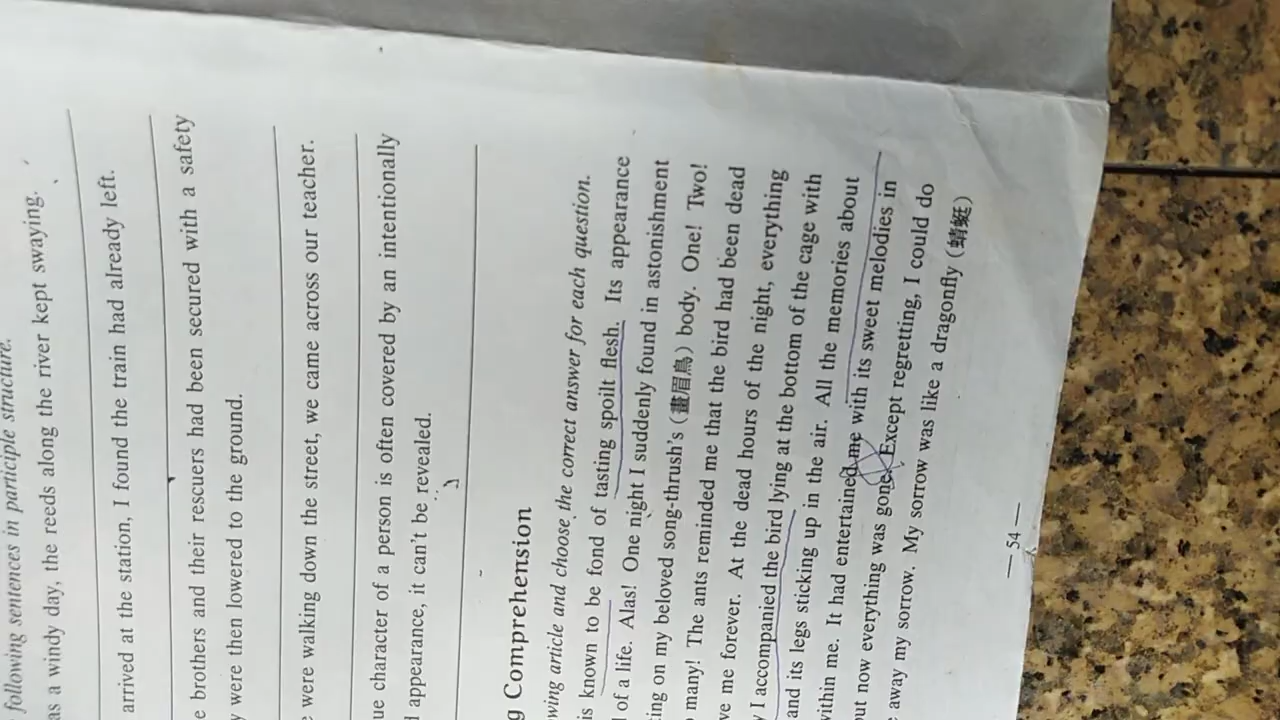 following sentences in participle structure.
as a windy day, the reeds along the river kept swaying.
arrived at the station, I found the train had already left.
e brothers and their rescuers had been secured with a safety
y were then lowered to the ground.
e were walking down the street, we came across our teacher.
ue character of a person is often covered by an intentionally
d appearance, it can't be revealed.
g Comprehension
wing article and choose the correct answer for each question.
is known to be fond of tasting spoilt flesh. Its appearance
l of a life. Alas! One night I suddenly found in astonishment
ting on my beloved song-thrush's (畫眉鳥) body. One! Two!
many! The ants reminded me that the bird had been dead
ve me forever. At the dead hours of the night, everything
y I accompanied the bird lying at the bottom of the cage with
and its legs sticking up in the air. All the memories about
within me. It had entertained me with its sweet melodies in
out now everything was gone. Except regretting, I could do
e away my sorrow. My sorrow was like a dragonfly (蜻蜓)
— 54 —